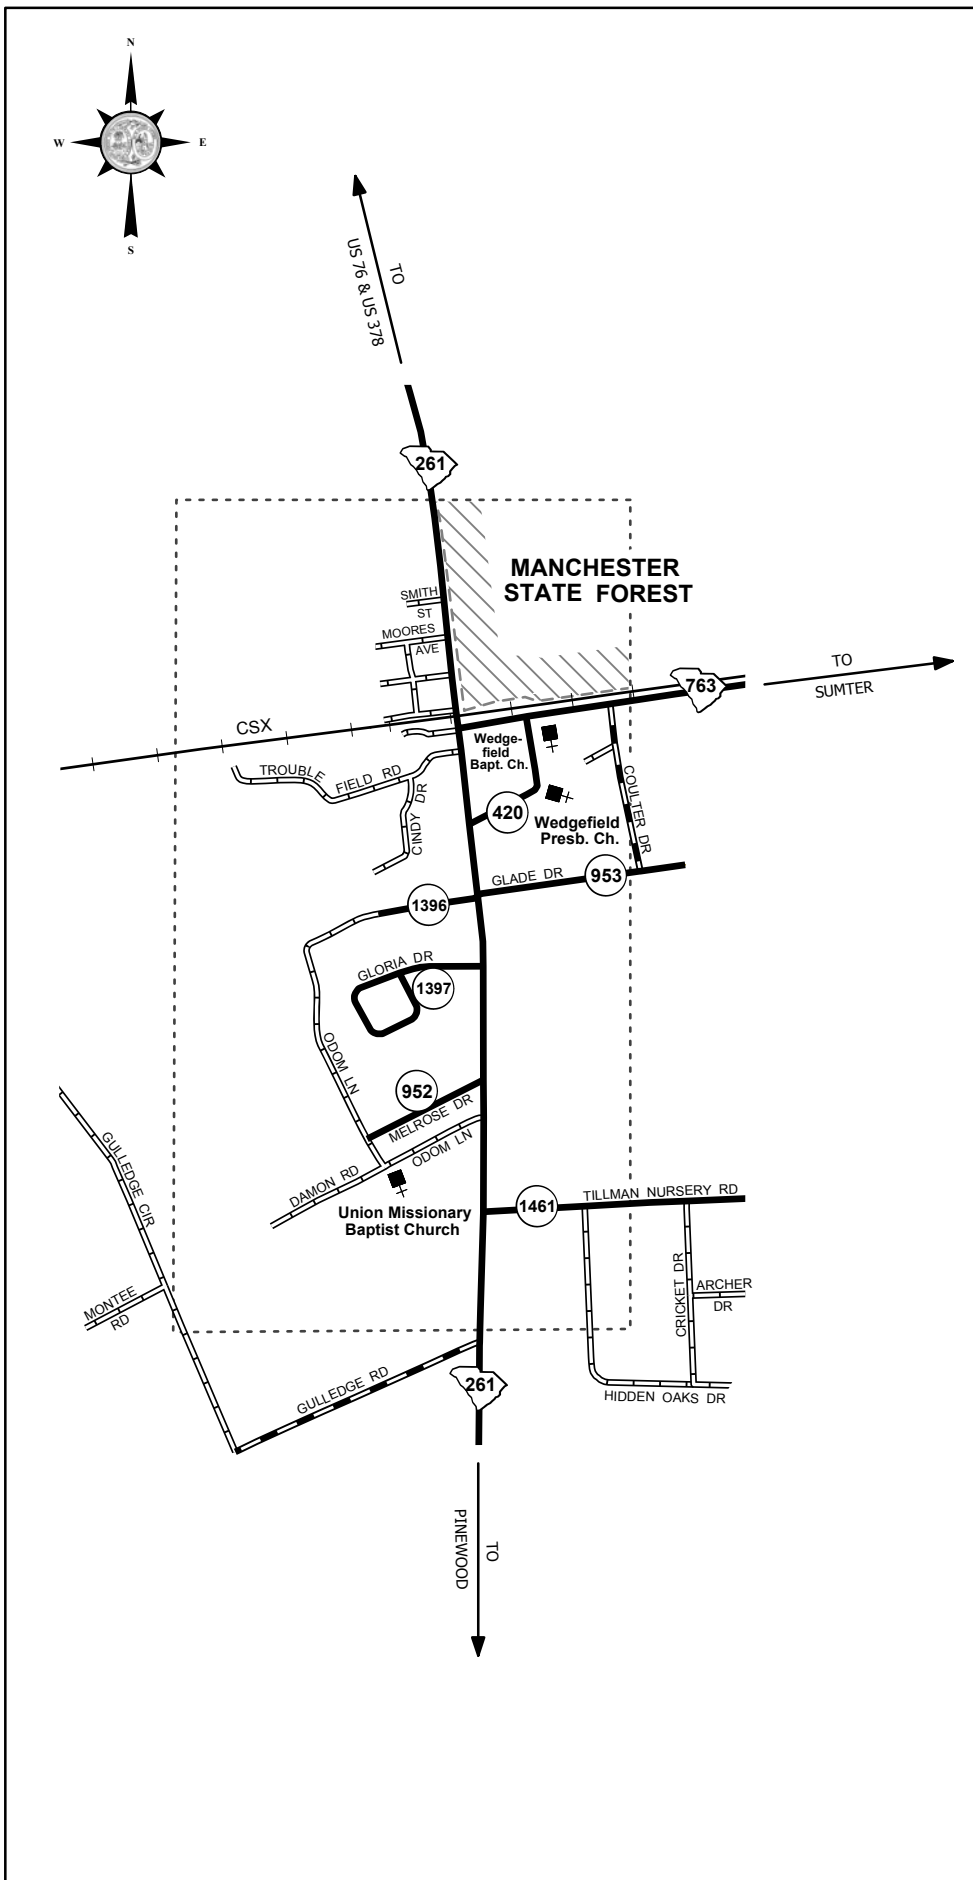 N
W
E
S
TO
US 76 & US 378
261
MANCHESTER
STATE FOREST
SMITH
ST
MOORES
AVE
TO
SUMTER
763
CSX
Wedge-
field
Bapt. Ch.
TROUBLE FIELD RD
CINDY DR
COULTER DR
420
Wedgefield
Presb. Ch.
GLADE DR
953
1396
GLORIA DR
1397
ODOM LN
952
MELROSE DR
ODOM LN
DAMON RD
GULLEDGE CIR
Union Missionary
Baptist Church
1461
TILLMAN NURSERY RD
MONTEE
RD
CRICKET DR
ARCHER
DR
GULLEDGE RD
261
HIDDEN OAKS DR
TO
PINEWOOD